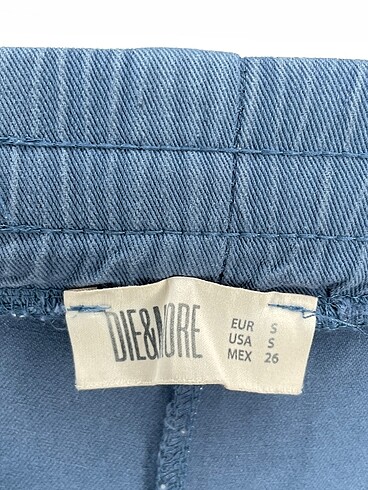 DIE&MORE
EUR S
USA S
MEX 26